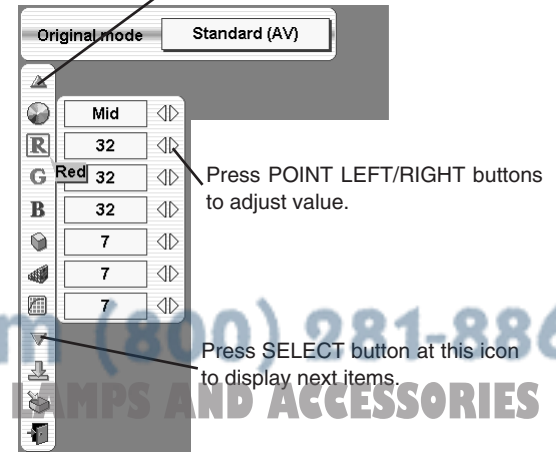 Original mode Standard (AV)
Mid
R 32
Red
G 32
B 32
7
7
7
Press POINT LEFT/RIGHT buttons
to adjust value.
m (800) 281-886
Press SELECT button at this icon
to display next items.
LAMPS AND ACCESSORIES